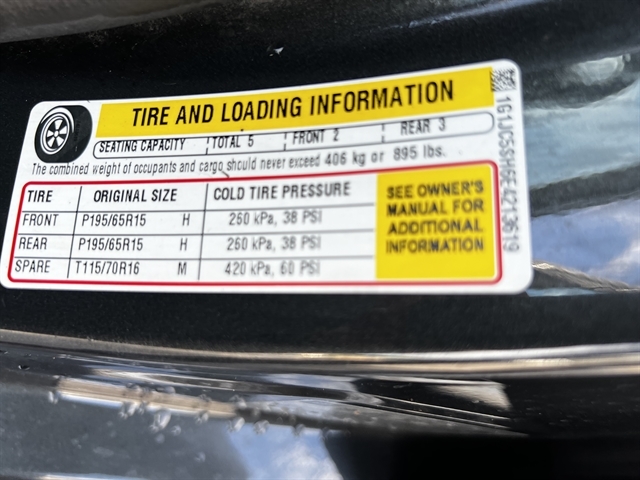 TIRE AND LOADING INFORMATION
SEATING CAPACITY TOTAL 5 FRONT 2 REAR 3
The combined weight of occupants and cargo should never exceed 406 kg or 895 lbs.
TIRE ORIGINAL SIZE COLD TIRE PRESSURE
FRONT P195/65R15 H 260 kPa, 38 PSI
REAR P195/65R15 H 260 kPa, 38 PSI
SPARE T115/70R16 M 420 kPa, 60 PSI
SEE OWNER'S
MANUAL FOR
ADDITIONAL
INFORMATION